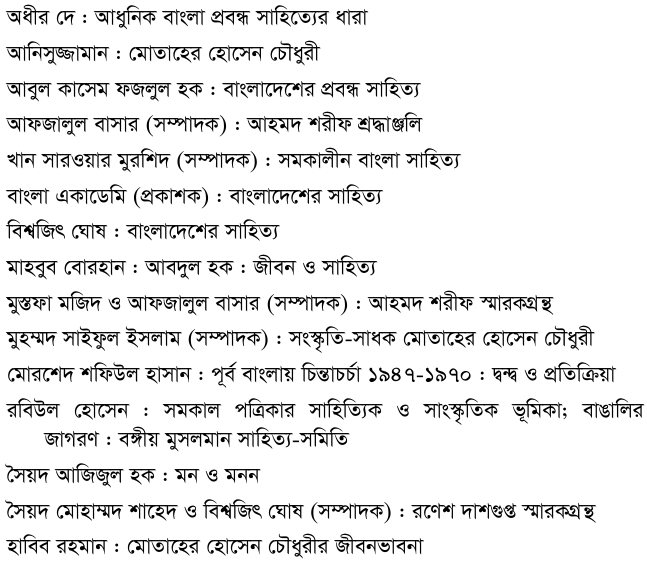 অধীর দে : আধুনিক বাংলা প্রবন্ধ সাহিত্যের ধারা
আনিসুজ্জামান : মোতাহের হোসেন চৌধুরী
আবুল কাসেম ফজলুল হক : বাংলাদেশের প্রবন্ধ সাহিত্য
আফজালুল বাসার (সম্পাদক) : আহমদ শরীফ শ্রদ্ধাঞ্জলি
খান সারওয়ার মুরশিদ (সম্পাদক) : সমকালীন বাংলা সাহিত্য
বাংলা একাডেমি (প্রকাশক) : বাংলাদেশের সাহিত্য
বিশ্বজিৎ ঘোষ : বাংলাদেশের সাহিত্য
মাহবুব বোরহান : আবদুল হক : জীবন ও সাহিত্য
মুস্তফা মজিদ ও আফজালুল বাসার (সম্পাদক) : আহমদ শরীফ স্মারকগ্রন্থ
মুহম্মদ সাইফুল ইসলাম (সম্পাদক) : সংস্কৃতি-সাধক মোতাহের হোসেন চৌধুরী
মোরশেদ শফিউল হাসান : পূর্ব বাংলায় চিন্তাচর্চা ১৯৪৭-১৯৭০ : দ্বন্দ্ব ও প্রতিক্রিয়া
রবিউল হোসেন : সমকাল পত্রিকার সাহিত্যিক ও সাংস্কৃতিক ভূমিকা; বাঙালির
জাগরণ : বঙ্গীয় মুসলমান সাহিত্য-সমিতি
সৈয়দ আজিজুল হক : মন ও মনন
সৈয়দ মোহাম্মদ শাহেদ ও বিশ্বজিৎ ঘোষ (সম্পাদক) : রণেশ দাশগুপ্ত স্মারকগ্রন্থ
হাবিব রহমান : মোতাহের হোসেন চৌধুরীর জীবনভাবনা